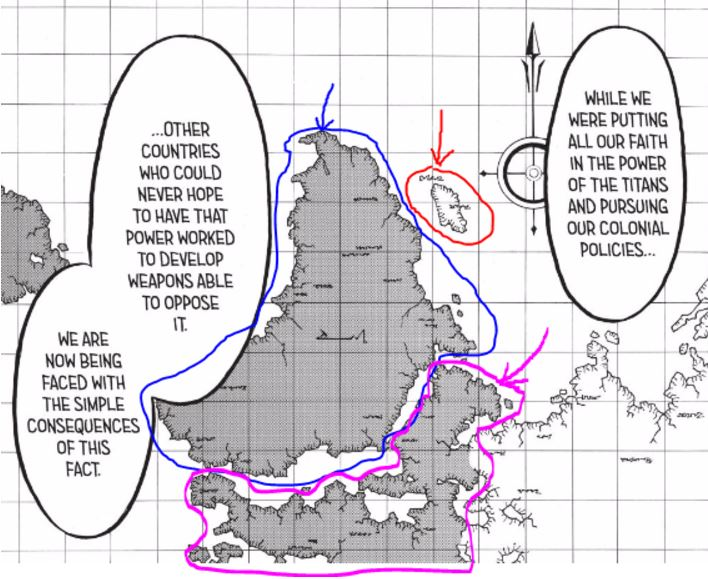 WHILE WE
WERE PUTTING
ALL OUR FAITH
IN THE POWER
OF THE TITANS
AND PURSUING
OUR COLONIAL
POLICIES...
...OTHER
COUNTRIES
WHO COULD
NEVER HOPE
TO HAVE THAT
POWER WORKED
TO DEVELOP
WEAPONS ABLE
TO OPPOSE
IT.
WE ARE
NOW BEING
FACED WITH
THE SIMPLE
CONSEQUENCES
OF THIS
FACT.